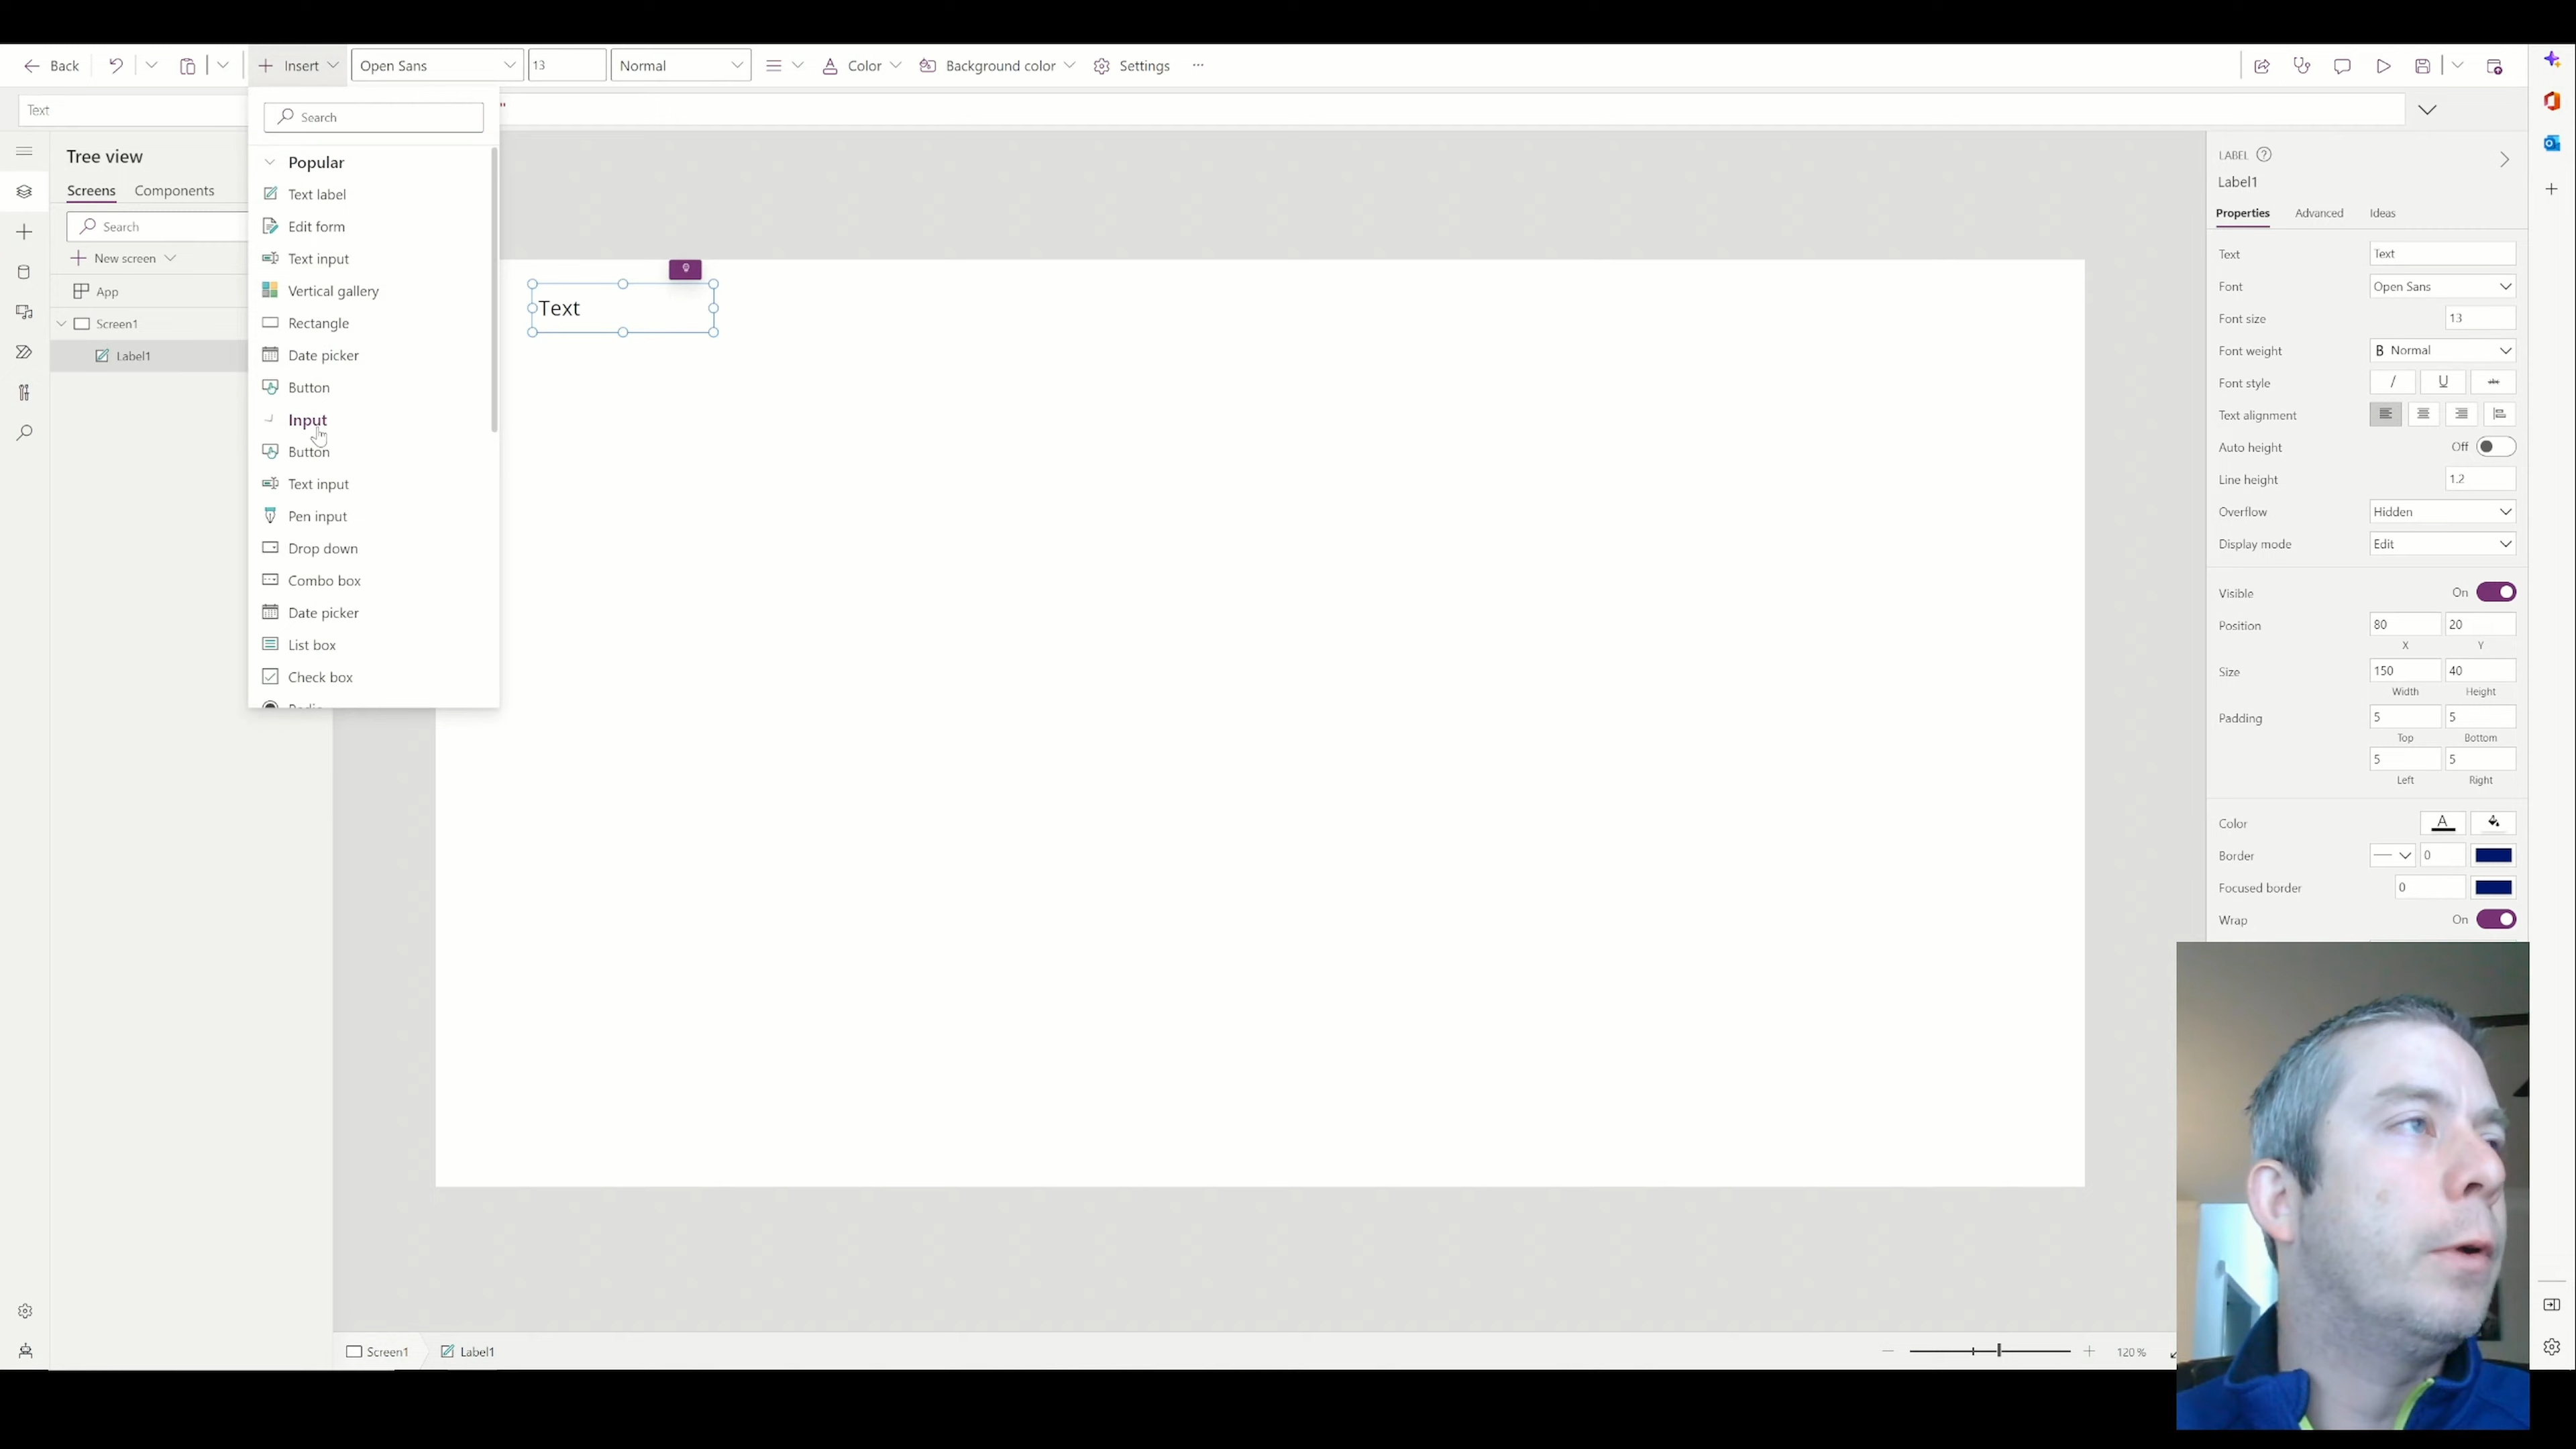 Back
Insert
Open Sans
13
Normal
Color
Background color
Settings
Text
"
Search
Popular
Text label
Edit form
Text input
Vertical gallery
Rectangle
Date picker
Button
Input
Button
Text input
Pen input
Drop down
Combo box
Date picker
List box
Check box
Tree view
Screens
Components
Search
New screen
App
Screen1
Label1
Text
LABEL
Label1
Properties
Advanced
Ideas
Text
Text
Font
Open Sans
Font size
13
Font weight
B Normal
Font style
/ U abc
Text alignment
Auto height
Off
Line height
1.2
Overflow
Hidden
Display mode
Edit
Visible
On
Position
80 20
X Y
Size
150 40
Width Height
Padding
5 5
Top Bottom
5 5
Left Right
Color
A
Border
0
Focused border
0
Wrap
On
Screen1
Label1
120 %